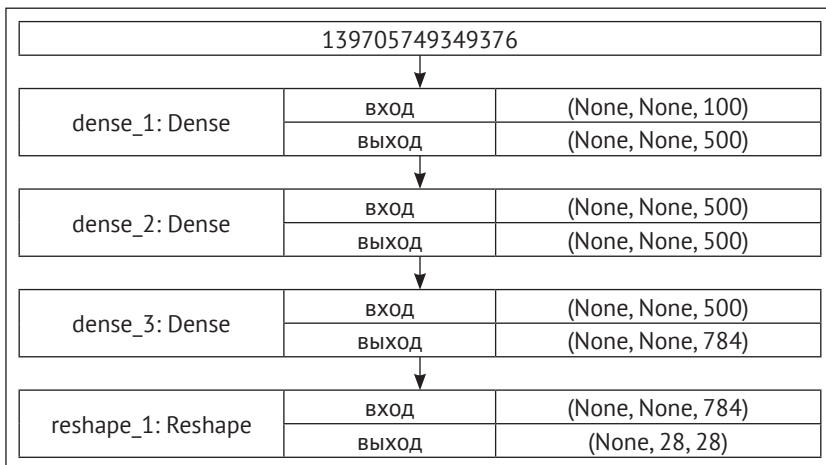 139705749349376
dense_1: Dense
вход
(None, None, 100)
выход
(None, None, 500)
dense_2: Dense
вход
(None, None, 500)
выход
(None, None, 500)
dense_3: Dense
вход
(None, None, 500)
выход
(None, None, 784)
reshape_1: Reshape
вход
(None, None, 784)
выход
(None, 28, 28)